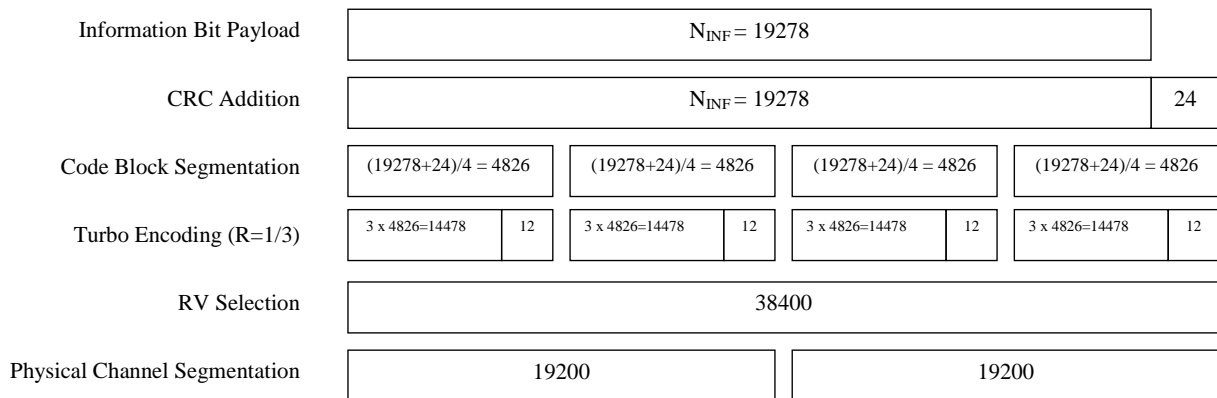 Information Bit Payload N_INF = 19278
CRC Addition N_INF = 19278 24
Code Block Segmentation (19278+24)/4 = 4826 (19278+24)/4 = 4826 (19278+24)/4 = 4826 (19278+24)/4 = 4826
Turbo Encoding (R=1/3) 3 x 4826=14478 12 3 x 4826=14478 12 3 x 4826=14478 12 3 x 4826=14478 12
RV Selection 38400
Physical Channel Segmentation 19200 19200